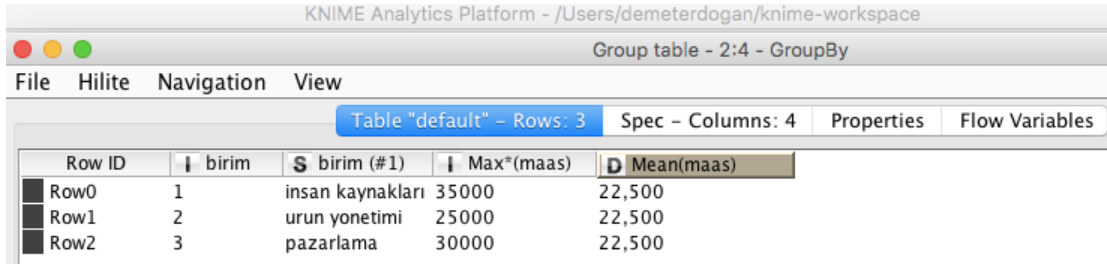 KNIME Analytics Platform - /Users/demeterdogan/knime-workspace
Group table - 2:4 - GroupBy
File Hilite Navigation View
Table "default" - Rows: 3 Spec - Columns: 4 Properties Flow Variables
Row ID I birim S birim (#1) I Max*(maas) D Mean(maas)
Row0 1 insan kaynakları 35000 22,500
Row1 2 urun yonetimi 25000 22,500
Row2 3 pazarlama 30000 22,500